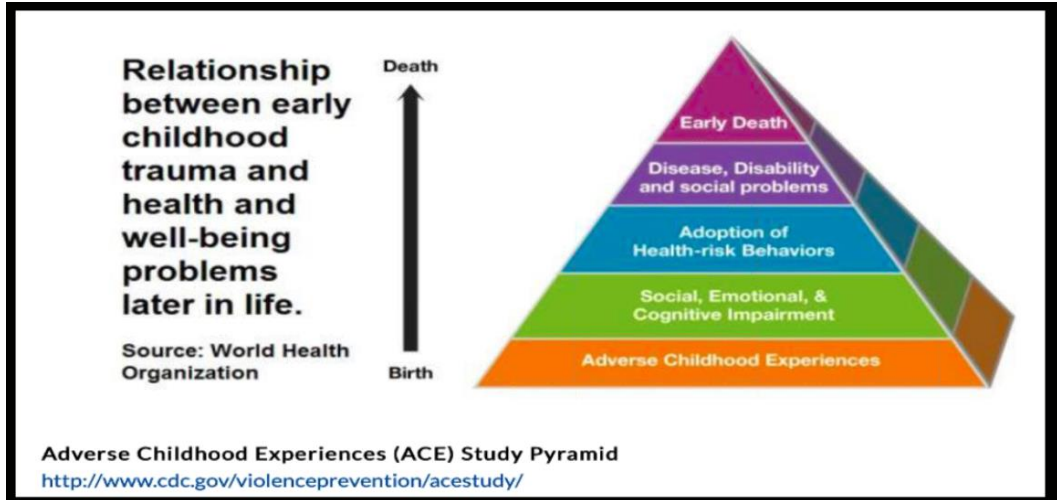 Relationship
between early
childhood
trauma and
health and
well-being
problems
later in life.
Source: World Health
Organization
Death
Birth
Early Death
Disease, Disability
and social problems
Adoption of
Health-risk Behaviors
Social, Emotional, &
Cognitive Impairment
Adverse Childhood Experiences
Adverse Childhood Experiences (ACE) Study Pyramid
http://www.cdc.gov/violenceprevention/acestudy/